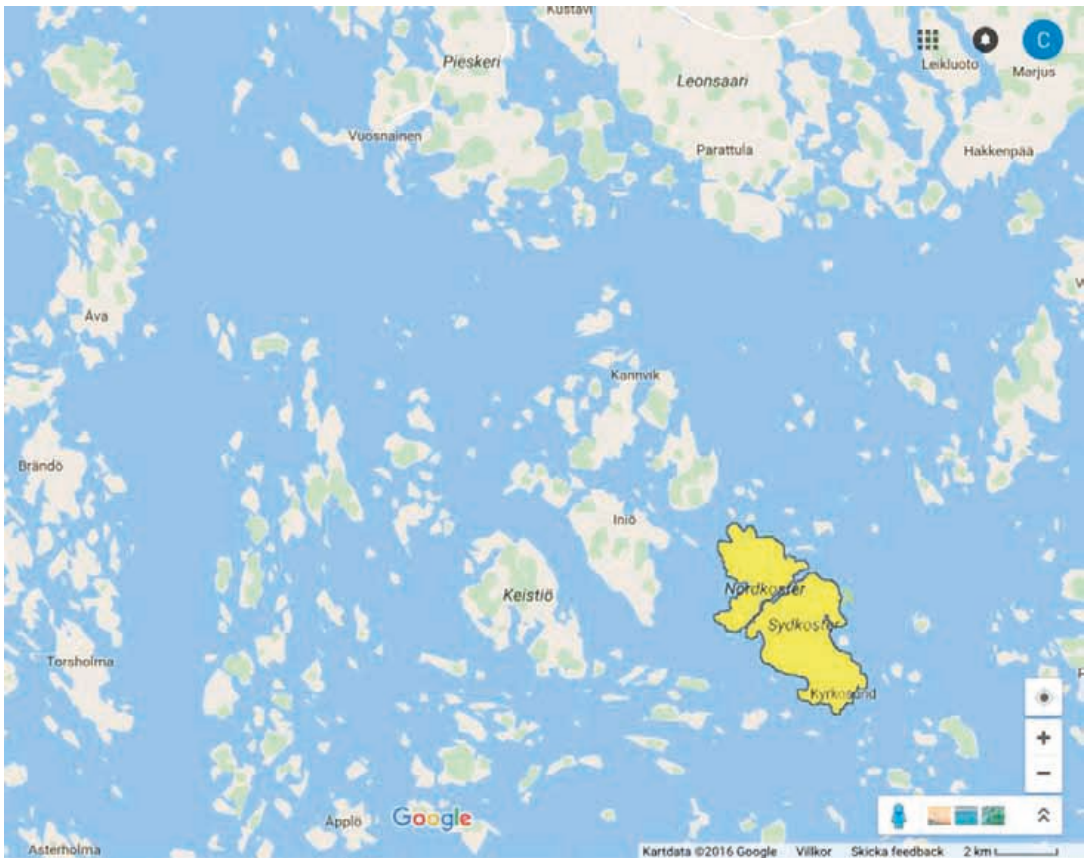 Kustavi
Pieskeri
Leonsaari
Leikluoto
Marjus
C
Vuosnainen
Parattula
Hakkenpää
Åva
Kannvik
Brändö
Iniö
Keistiö
Nordkoster
Sydkoster
Torsholma
Kyrkosund
Äpplö
Google
Asterholma
Kartdata ©2016 Google Villkor Skicka feedback 2 km